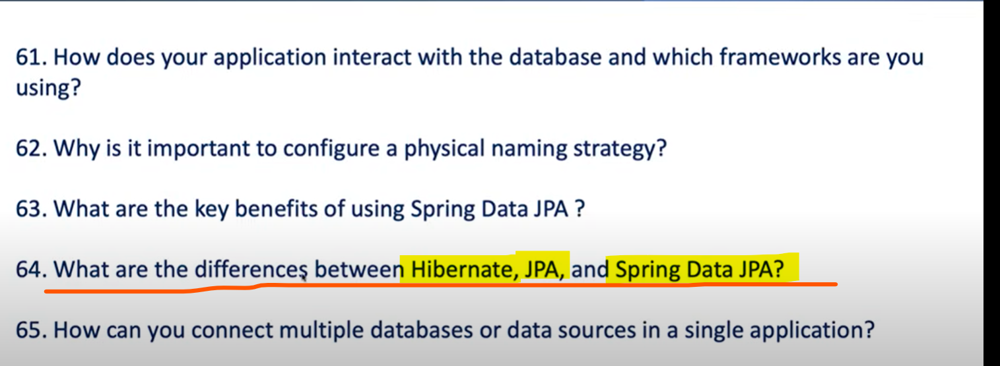 61. How does your application interact with the database and which frameworks are you
using?
62. Why is it important to configure a physical naming strategy?
63. What are the key benefits of using Spring Data JPA ?
64. What are the differences between Hibernate, JPA, and Spring Data JPA?
65. How can you connect multiple databases or data sources in a single application?